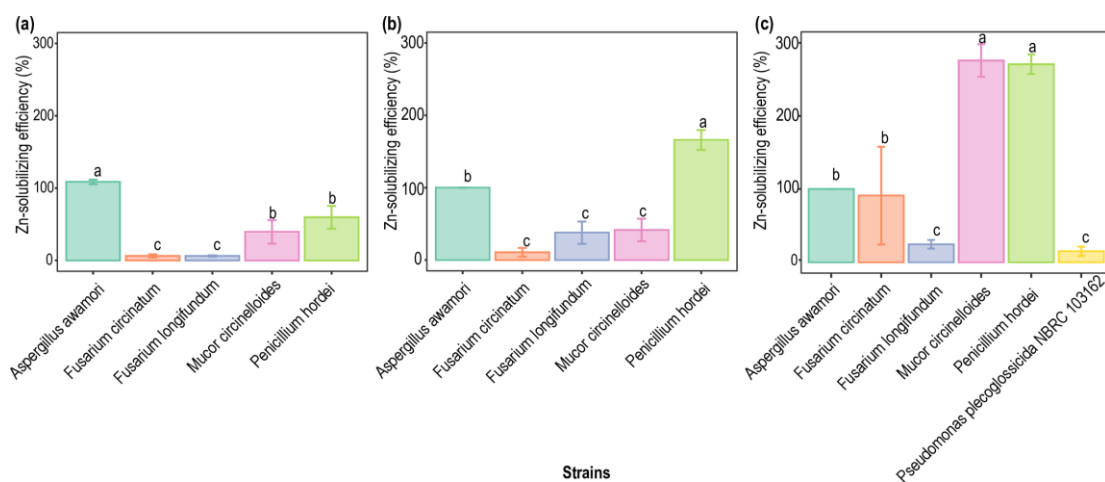 (a)
Zn-solubilizing efficiency (%)
300
200
100
0
a
c
c
b
b
Aspergillus awamori
Fusarium circinatum
Fusarium longifundum
Mucor circinelloides
Penicillium hordei
(b)
Zn-solubilizing efficiency (%)
300
200
100
0
b
c
c
c
a
Aspergillus awamori
Fusarium circinatum
Fusarium longifundum
Mucor circinelloides
Penicillium hordei
(c)
Zn-solubilizing efficiency (%)
300
200
100
0
b
b
c
a
a
c
Aspergillus awamori
Fusarium circinatum
Fusarium longifundum
Mucor circinelloides
Penicillium hordei
Pseudomonas plecoglossicida NBRC 103162
Strains